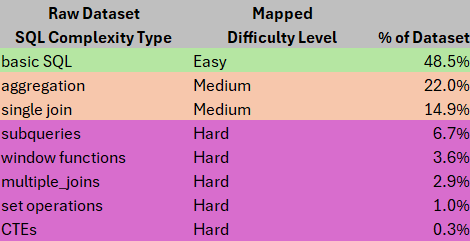 Raw Dataset Mapped
SQL Complexity Type Difficulty Level % of Dataset
basic SQL Easy 48.5%
aggregation Medium 22.0%
single join Medium 14.9%
subqueries Hard 6.7%
window functions Hard 3.6%
multiple_joins Hard 2.9%
set operations Hard 1.0%
CTEs Hard 0.3%